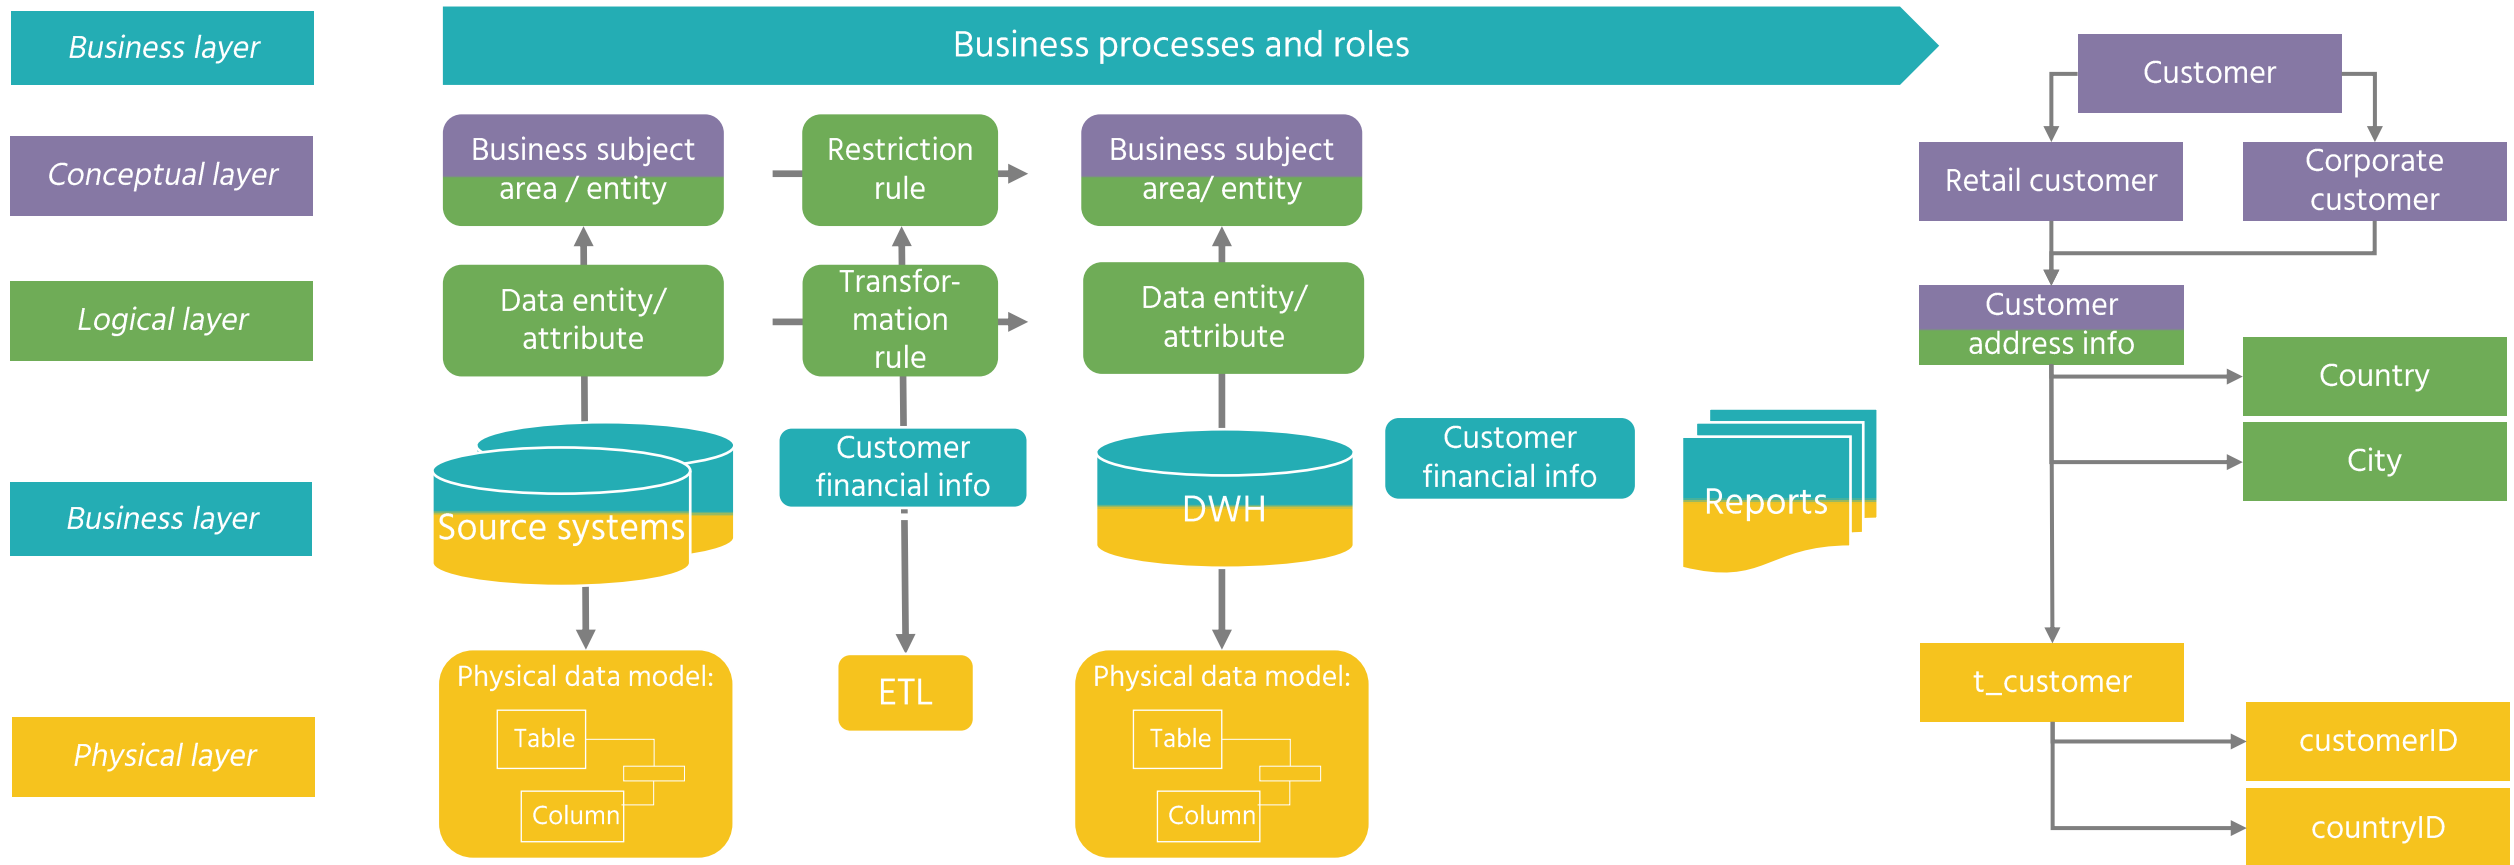 Business layer
Business processes and roles
Customer
Conceptual layer
Business subject
area / entity
Restriction
rule
Business subject
area/ entity
Retail customer
Corporate
customer
Logical layer
Data entity/
attribute
Transfor-
mation
rule
Data entity/
attribute
Customer
address info
Country
City
Business layer
Source systems
Customer
financial info
DWH
Customer
financial info
Reports
Physical layer
Physical data model:
Table
Column
ETL
Physical data model:
Table
Column
t_customer
customerID
countryID